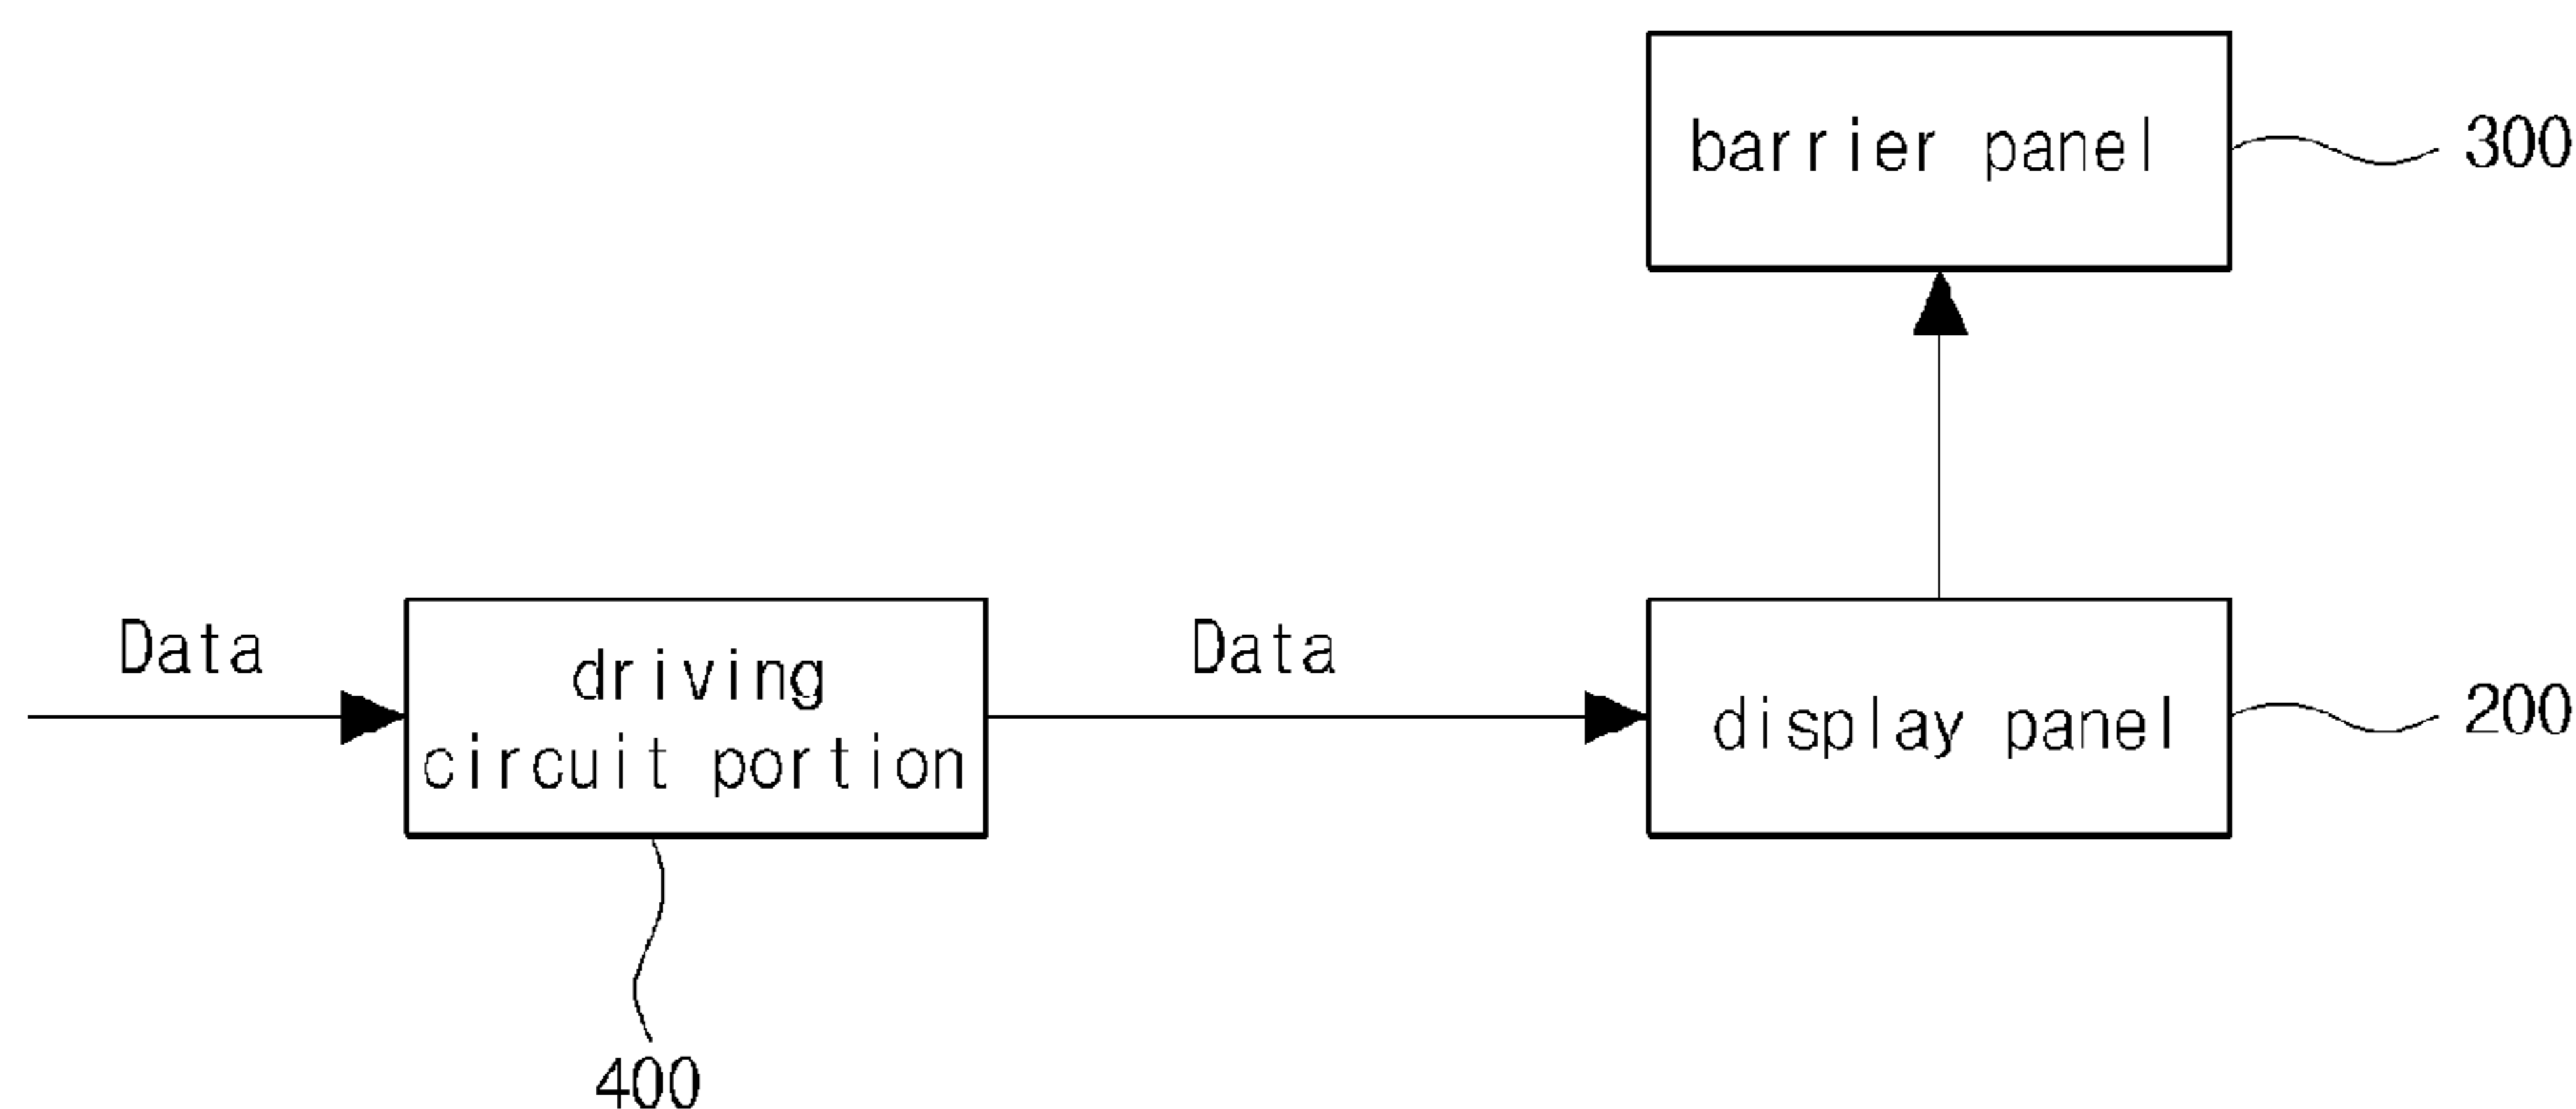 barrier panel
300
Data
driving
circuit portion
Data
display panel
200
400